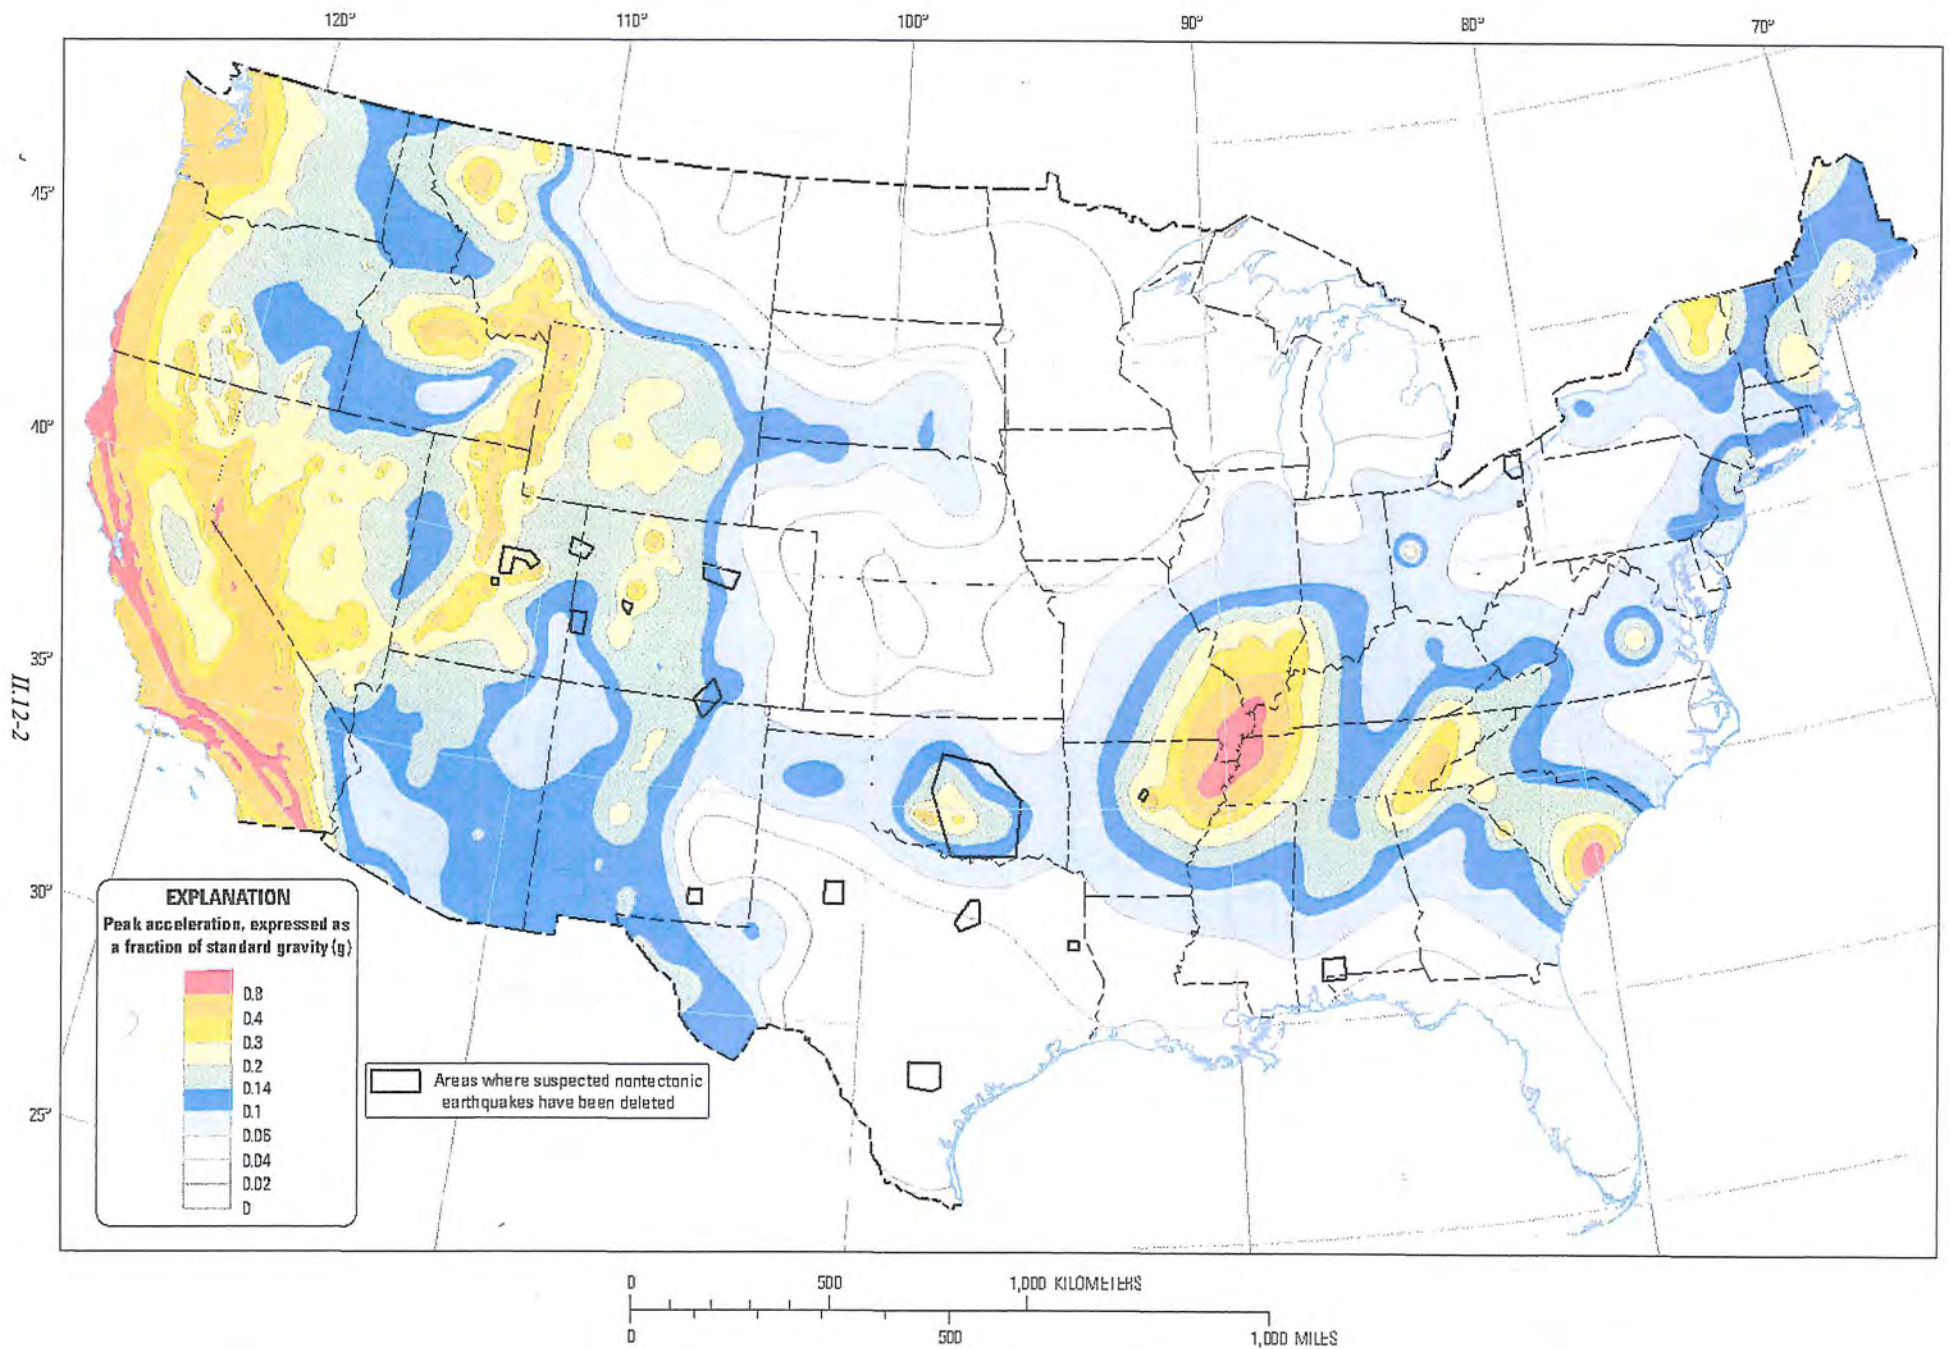 120° 110° 100° 90° 80° 70°
45°
40°
35°
30°
25°
II.12-2
EXPLANATION
Peak acceleration, expressed as
a fraction of standard gravity (g)
0.8
0.4
0.3
0.2
0.14
0.1
0.06
0.04
0.02
0
Areas where suspected nontectonic
earthquakes have been deleted
0 500 1,000 KILOMETERS
0 500 1,000 MILES